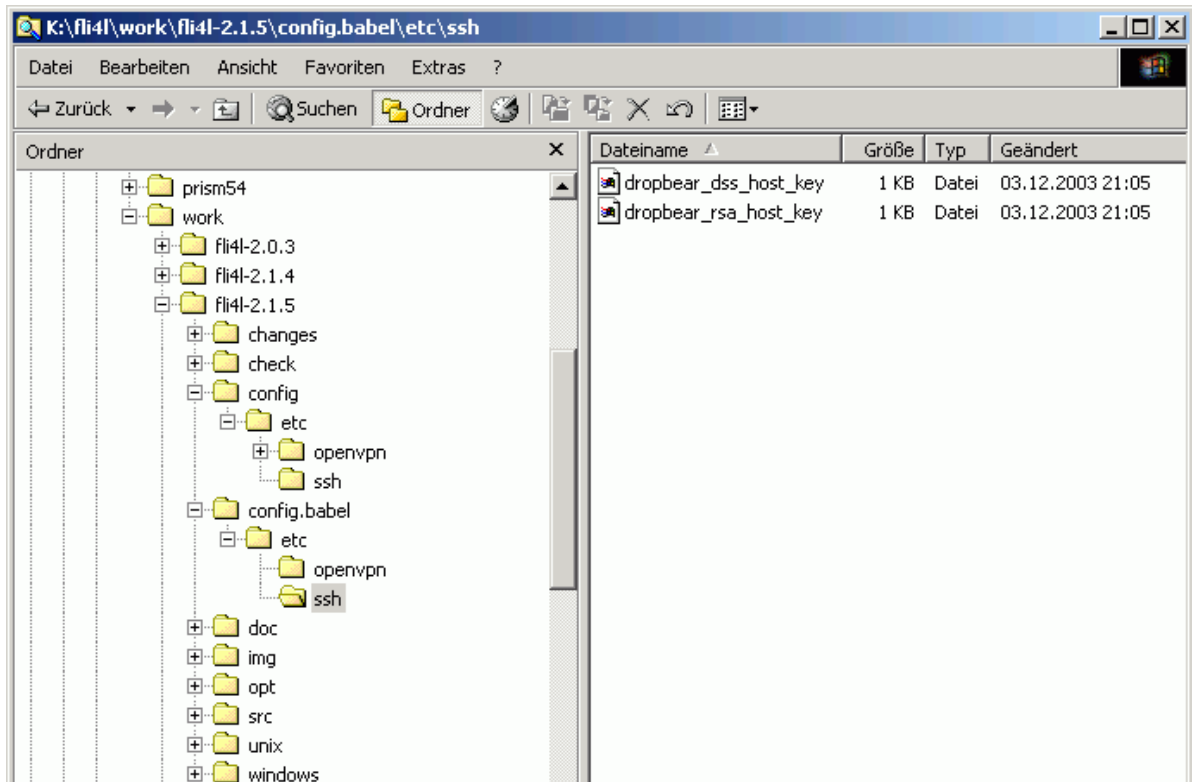 K:\fli4l\work\fli4l-2.1.5\config.babel\etc\ssh
Datei Bearbeiten Ansicht Favoriten Extras ?
Zurück Suchen Ordner
Ordner
prism54
work
fli4l-2.0.3
fli4l-2.1.4
fli4l-2.1.5
changes
check
config
etc
openvpn
ssh
config.babel
etc
openvpn
ssh
doc
img
opt
src
unix
windows
Dateiname Größe Typ Geändert
dropbear_dss_host_key 1 KB Datei 03.12.2003 21:05
dropbear_rsa_host_key 1 KB Datei 03.12.2003 21:05